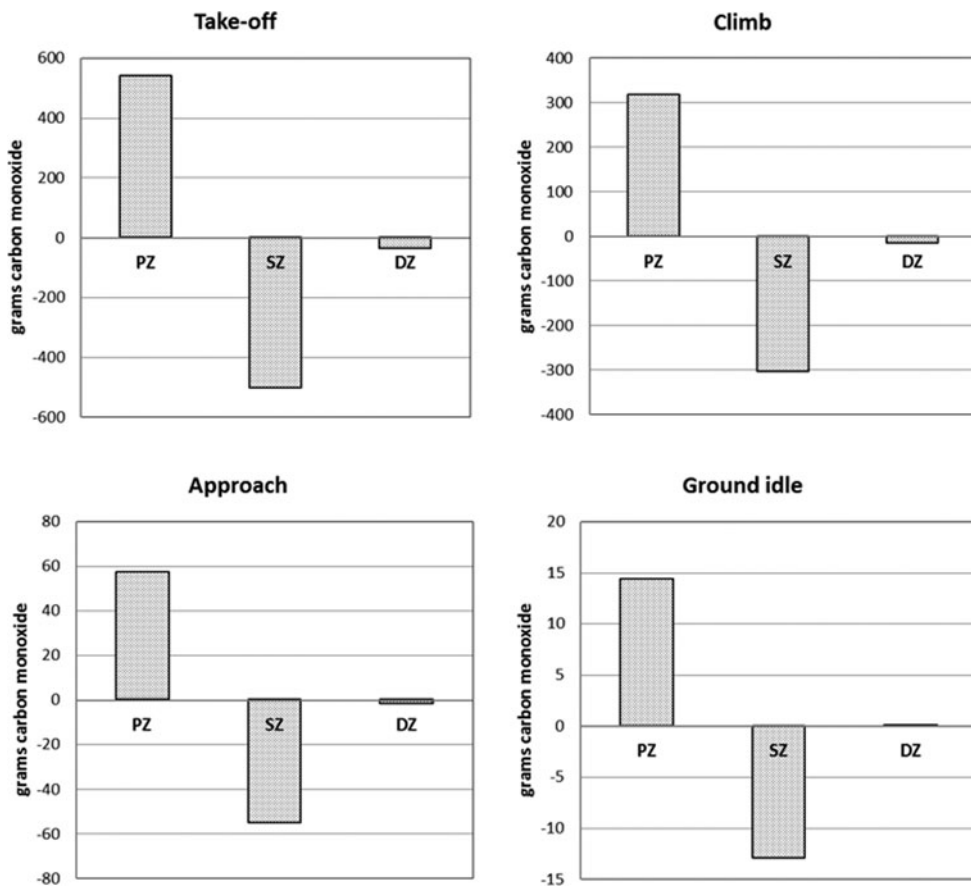 Take-off
grams carbon monoxide
600
400
200
0
-200
-400
-600
PZ
SZ
DZ
Climb
grams carbon monoxide
400
300
200
100
0
-100
-200
-300
-400
PZ
SZ
DZ
Approach
grams carbon monoxide
80
60
40
20
0
-20
-40
-60
-80
PZ
SZ
DZ
Ground idle
grams carbon monoxide
20
15
10
5
0
-5
-10
-15
PZ
SZ
DZ